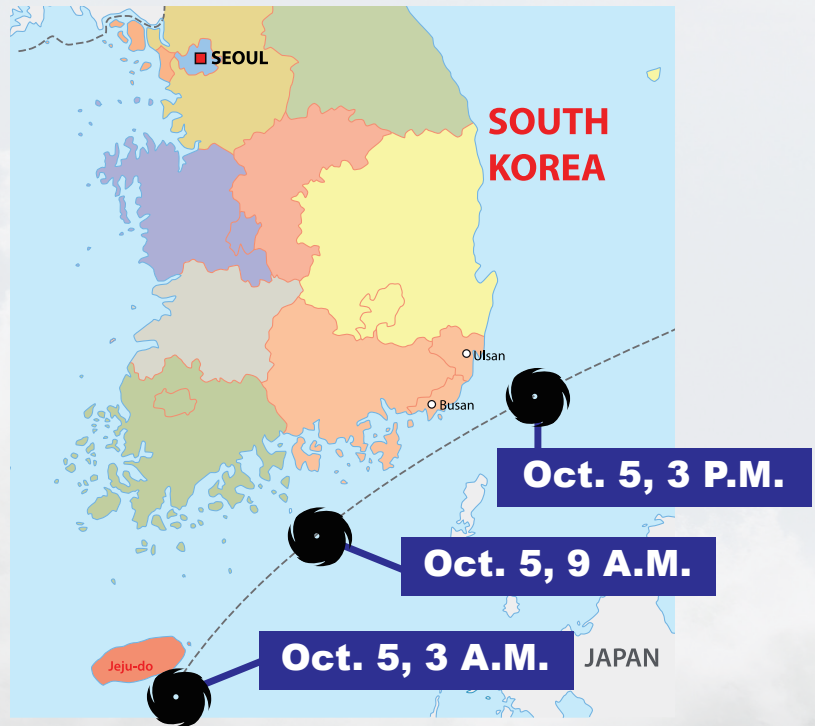 SEOUL
SOUTH
KOREA
Ulsan
Busan
Oct. 5, 3 P.M.
Oct. 5, 9 A.M.
Oct. 5, 3 A.M.
JAPAN
Jeju-do